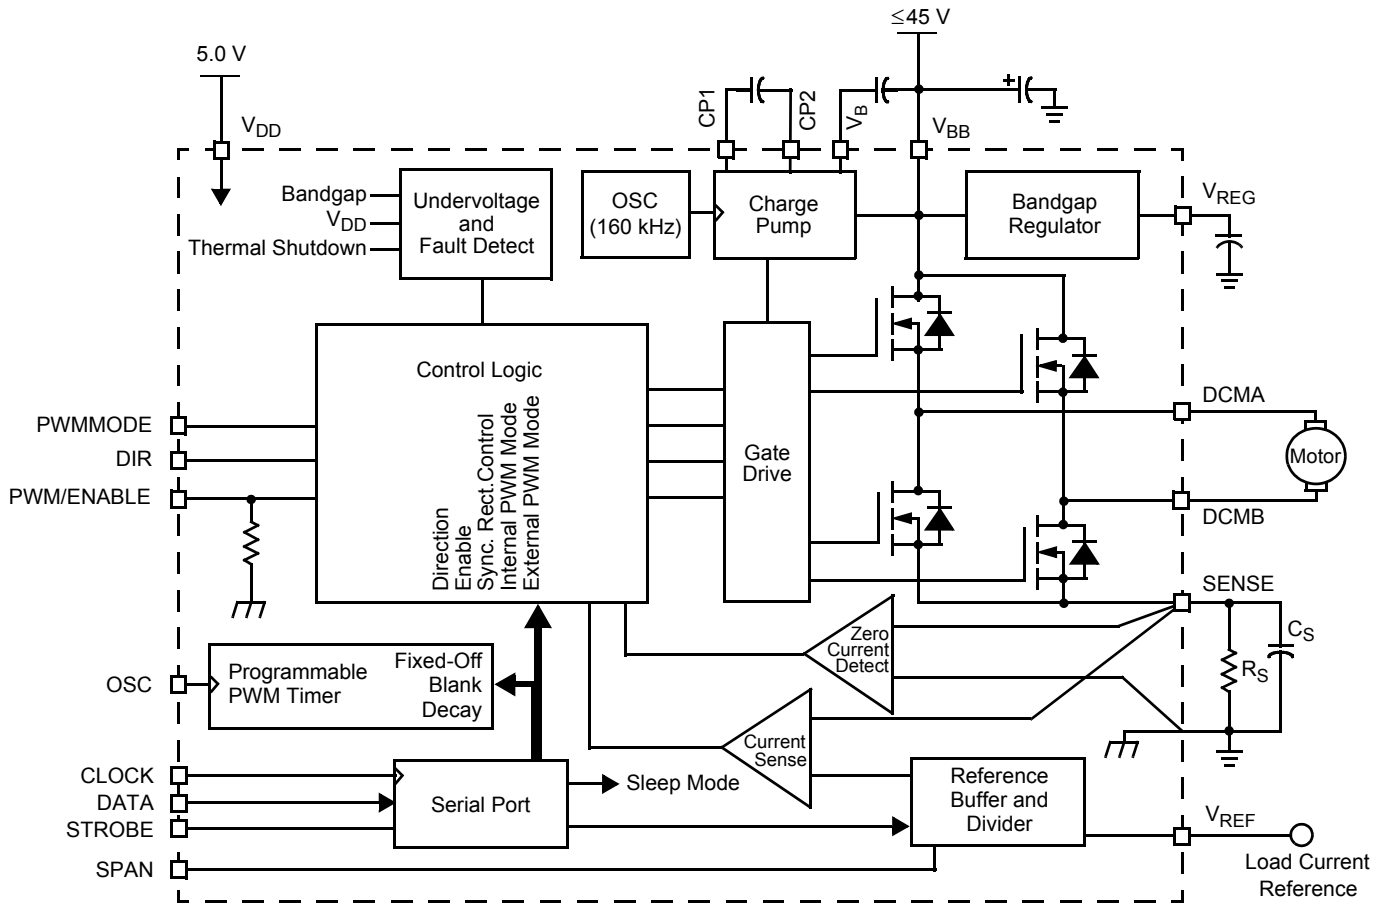 ≤45 V
5.0 V
VDD
CP1
CP2
VB
VBB
Bandgap
VDD
Thermal Shutdown
Undervoltage
and
Fault Detect
OSC
(160 kHz)
Charge
Pump
Bandgap
Regulator
VREG
+
Control Logic
Direction
Enable
Sync. Rect.Control
Internal PWM Mode
External PWM Mode
Gate
Drive
PWMMODE
DIR
PWM/ENABLE
DCMA
Motor
DCMB
SENSE
CS
RS
Zero
Current
Detect
OSC
Programmable
PWM Timer
Fixed-Off
Blank
Decay
Current
Sense
CLOCK
DATA
STROBE
SPAN
Serial Port
Sleep Mode
Reference
Buffer and
Divider
VREF
Load Current
Reference